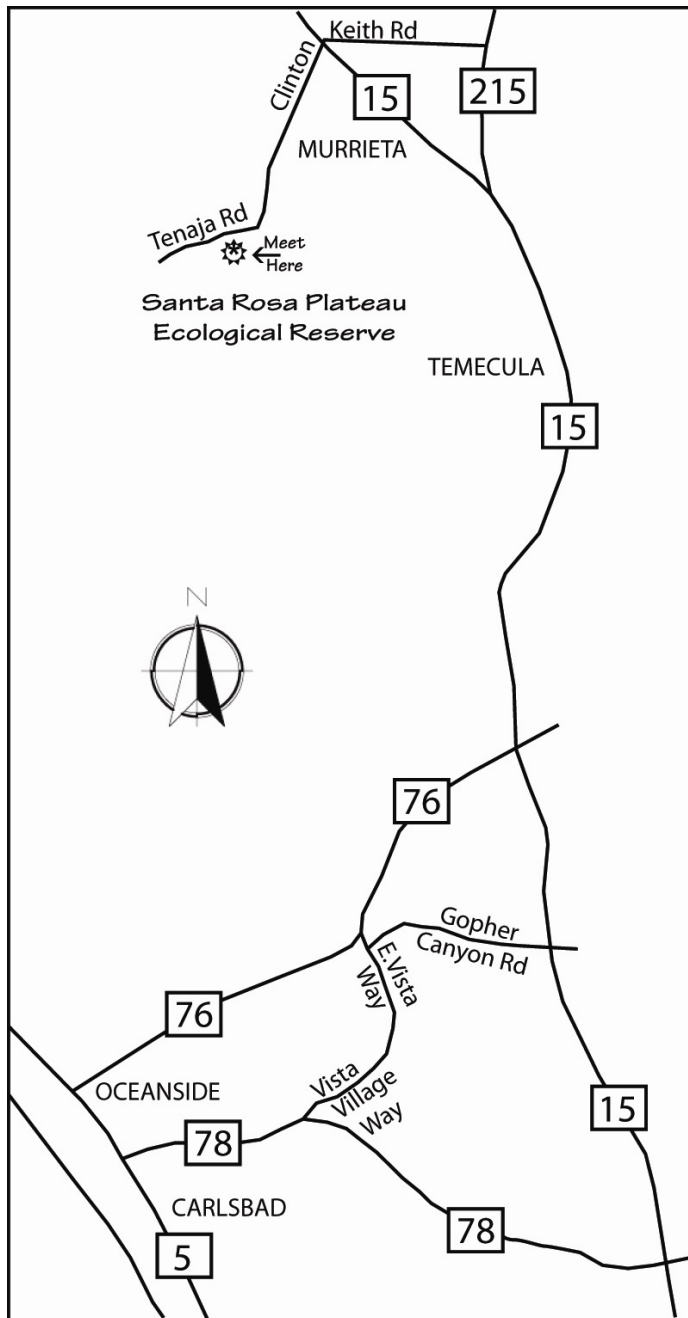 Keith Rd
Clinton
15
215
MURRIETA
Tenaja Rd
Meet
Here
Santa Rosa Plateau
Ecological Reserve
TEMECULA
15
N
76
Gopher
Canyon Rd
E.Vista
Way
76
OCEANSIDE
Vista
Village
Way
15
78
CARLSBAD
78
5